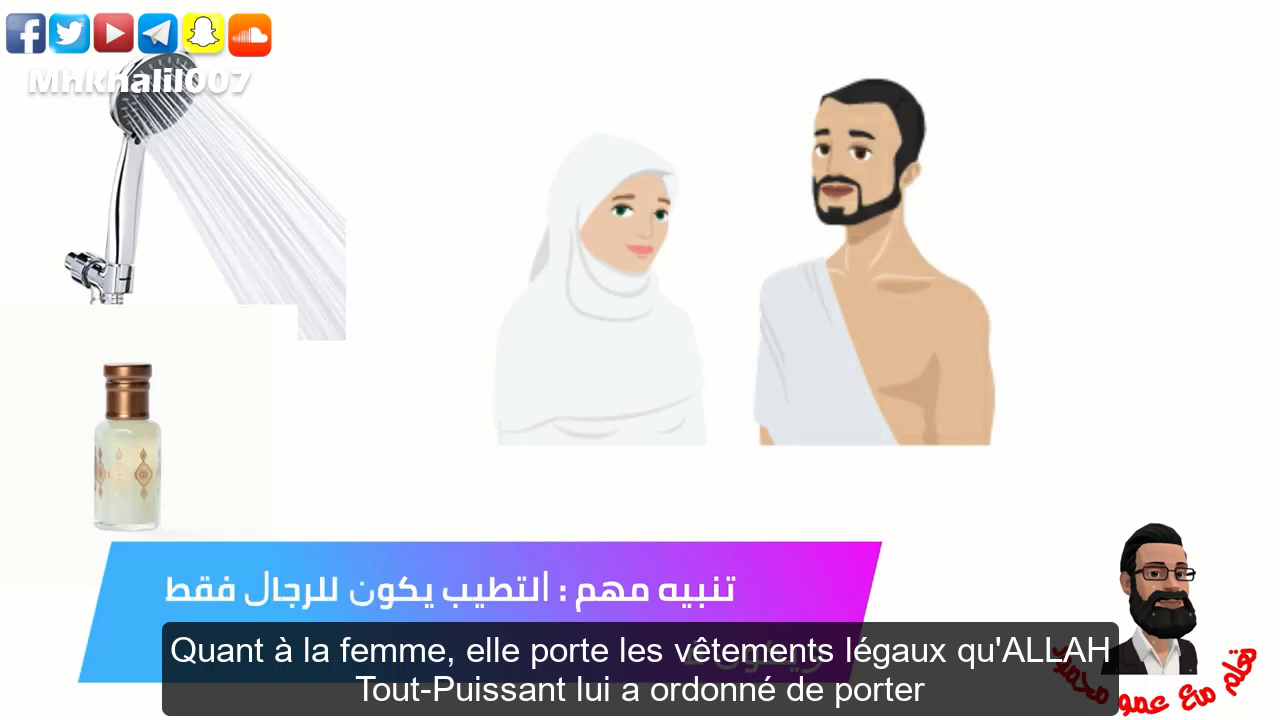 Mhkhalil007
تنبيه مهم : التطيب يكون للرجال فقط
Quant à la femme, elle porte les vêtements légaux qu'ALLAH
Tout-Puissant lui a ordonné de porter
تعلم مع عمو محمد